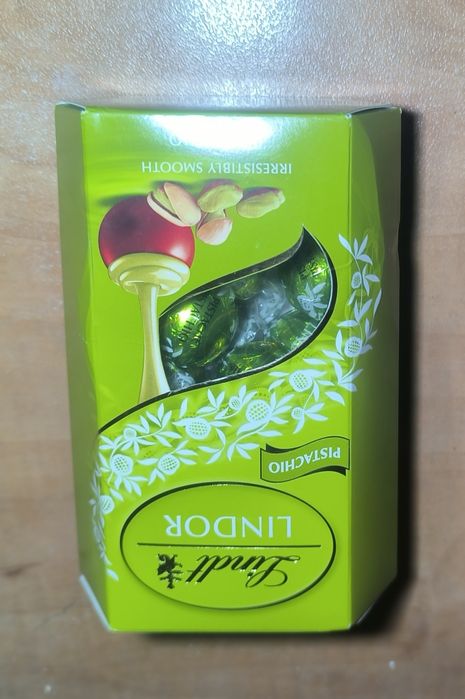 Lindt
LINDOR
PISTACHIO
IRRESISTIBLY SMOOTH